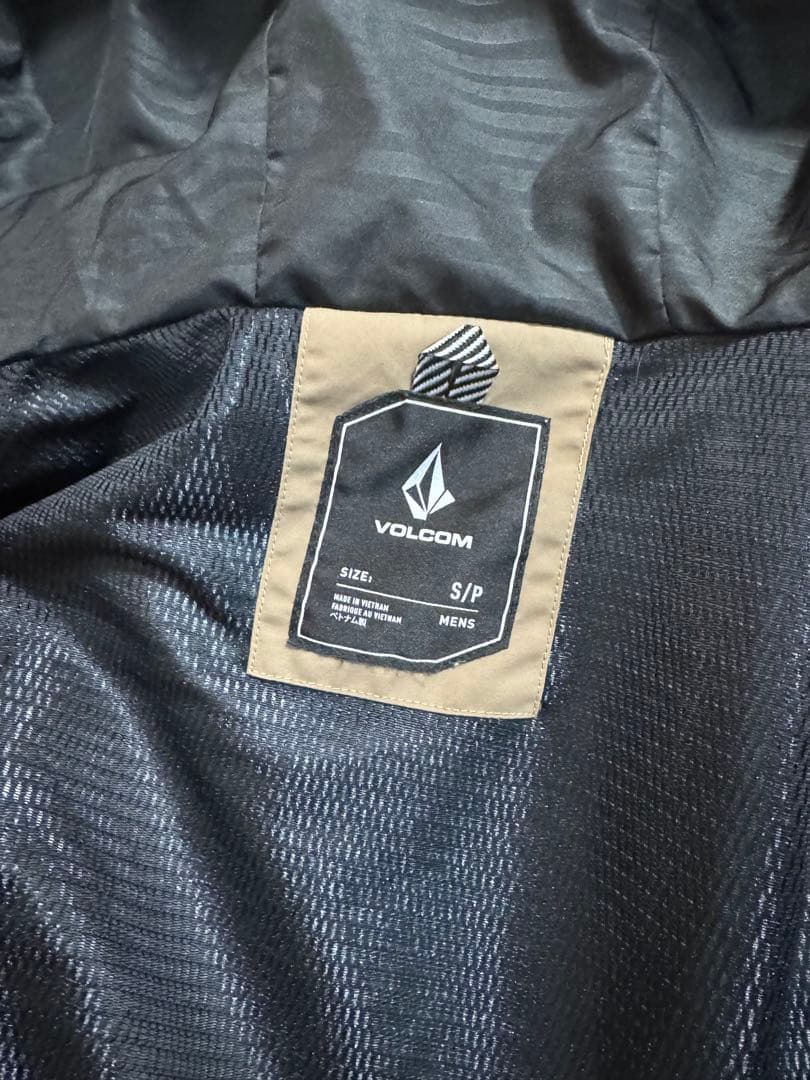 VOLCOM
SIZE:
S/P
MADE IN VIETNAM
FABRIQUE AU VIETNAM
ベトナム製
MENS